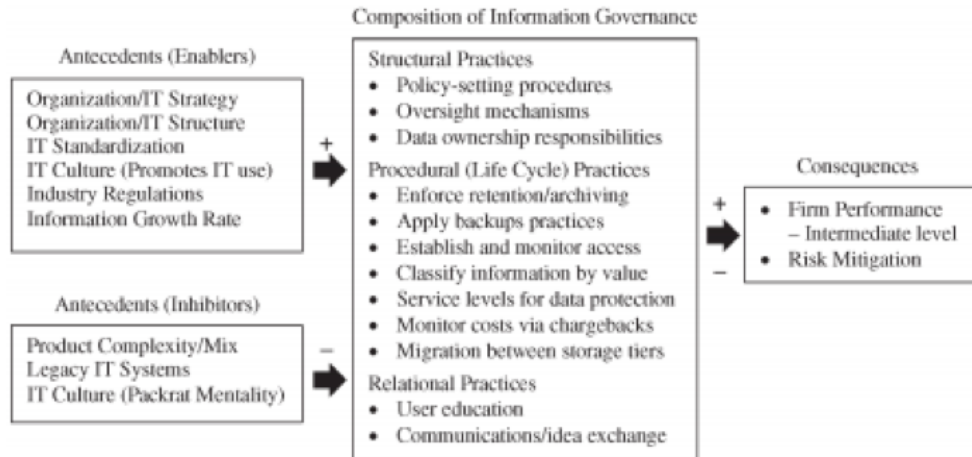 Composition of Information Governance
Antecedents (Enablers)
Organization/IT Strategy
Organization/IT Structure
IT Standardization
IT Culture (Promotes IT use)
Industry Regulations
Information Growth Rate
+
Antecedents (Inhibitors)
Product Complexity/Mix
Legacy IT Systems
IT Culture (Packrat Mentality)
–
Structural Practices
• Policy-setting procedures
• Oversight mechanisms
• Data ownership responsibilities
Procedural (Life Cycle) Practices
• Enforce retention/archiving
• Apply backups practices
• Establish and monitor access
• Classify information by value
• Service levels for data protection
• Monitor costs via chargebacks
• Migration between storage tiers
Relational Practices
• User education
• Communications/idea exchange
+
–
Consequences
• Firm Performance
– Intermediate level
• Risk Mitigation